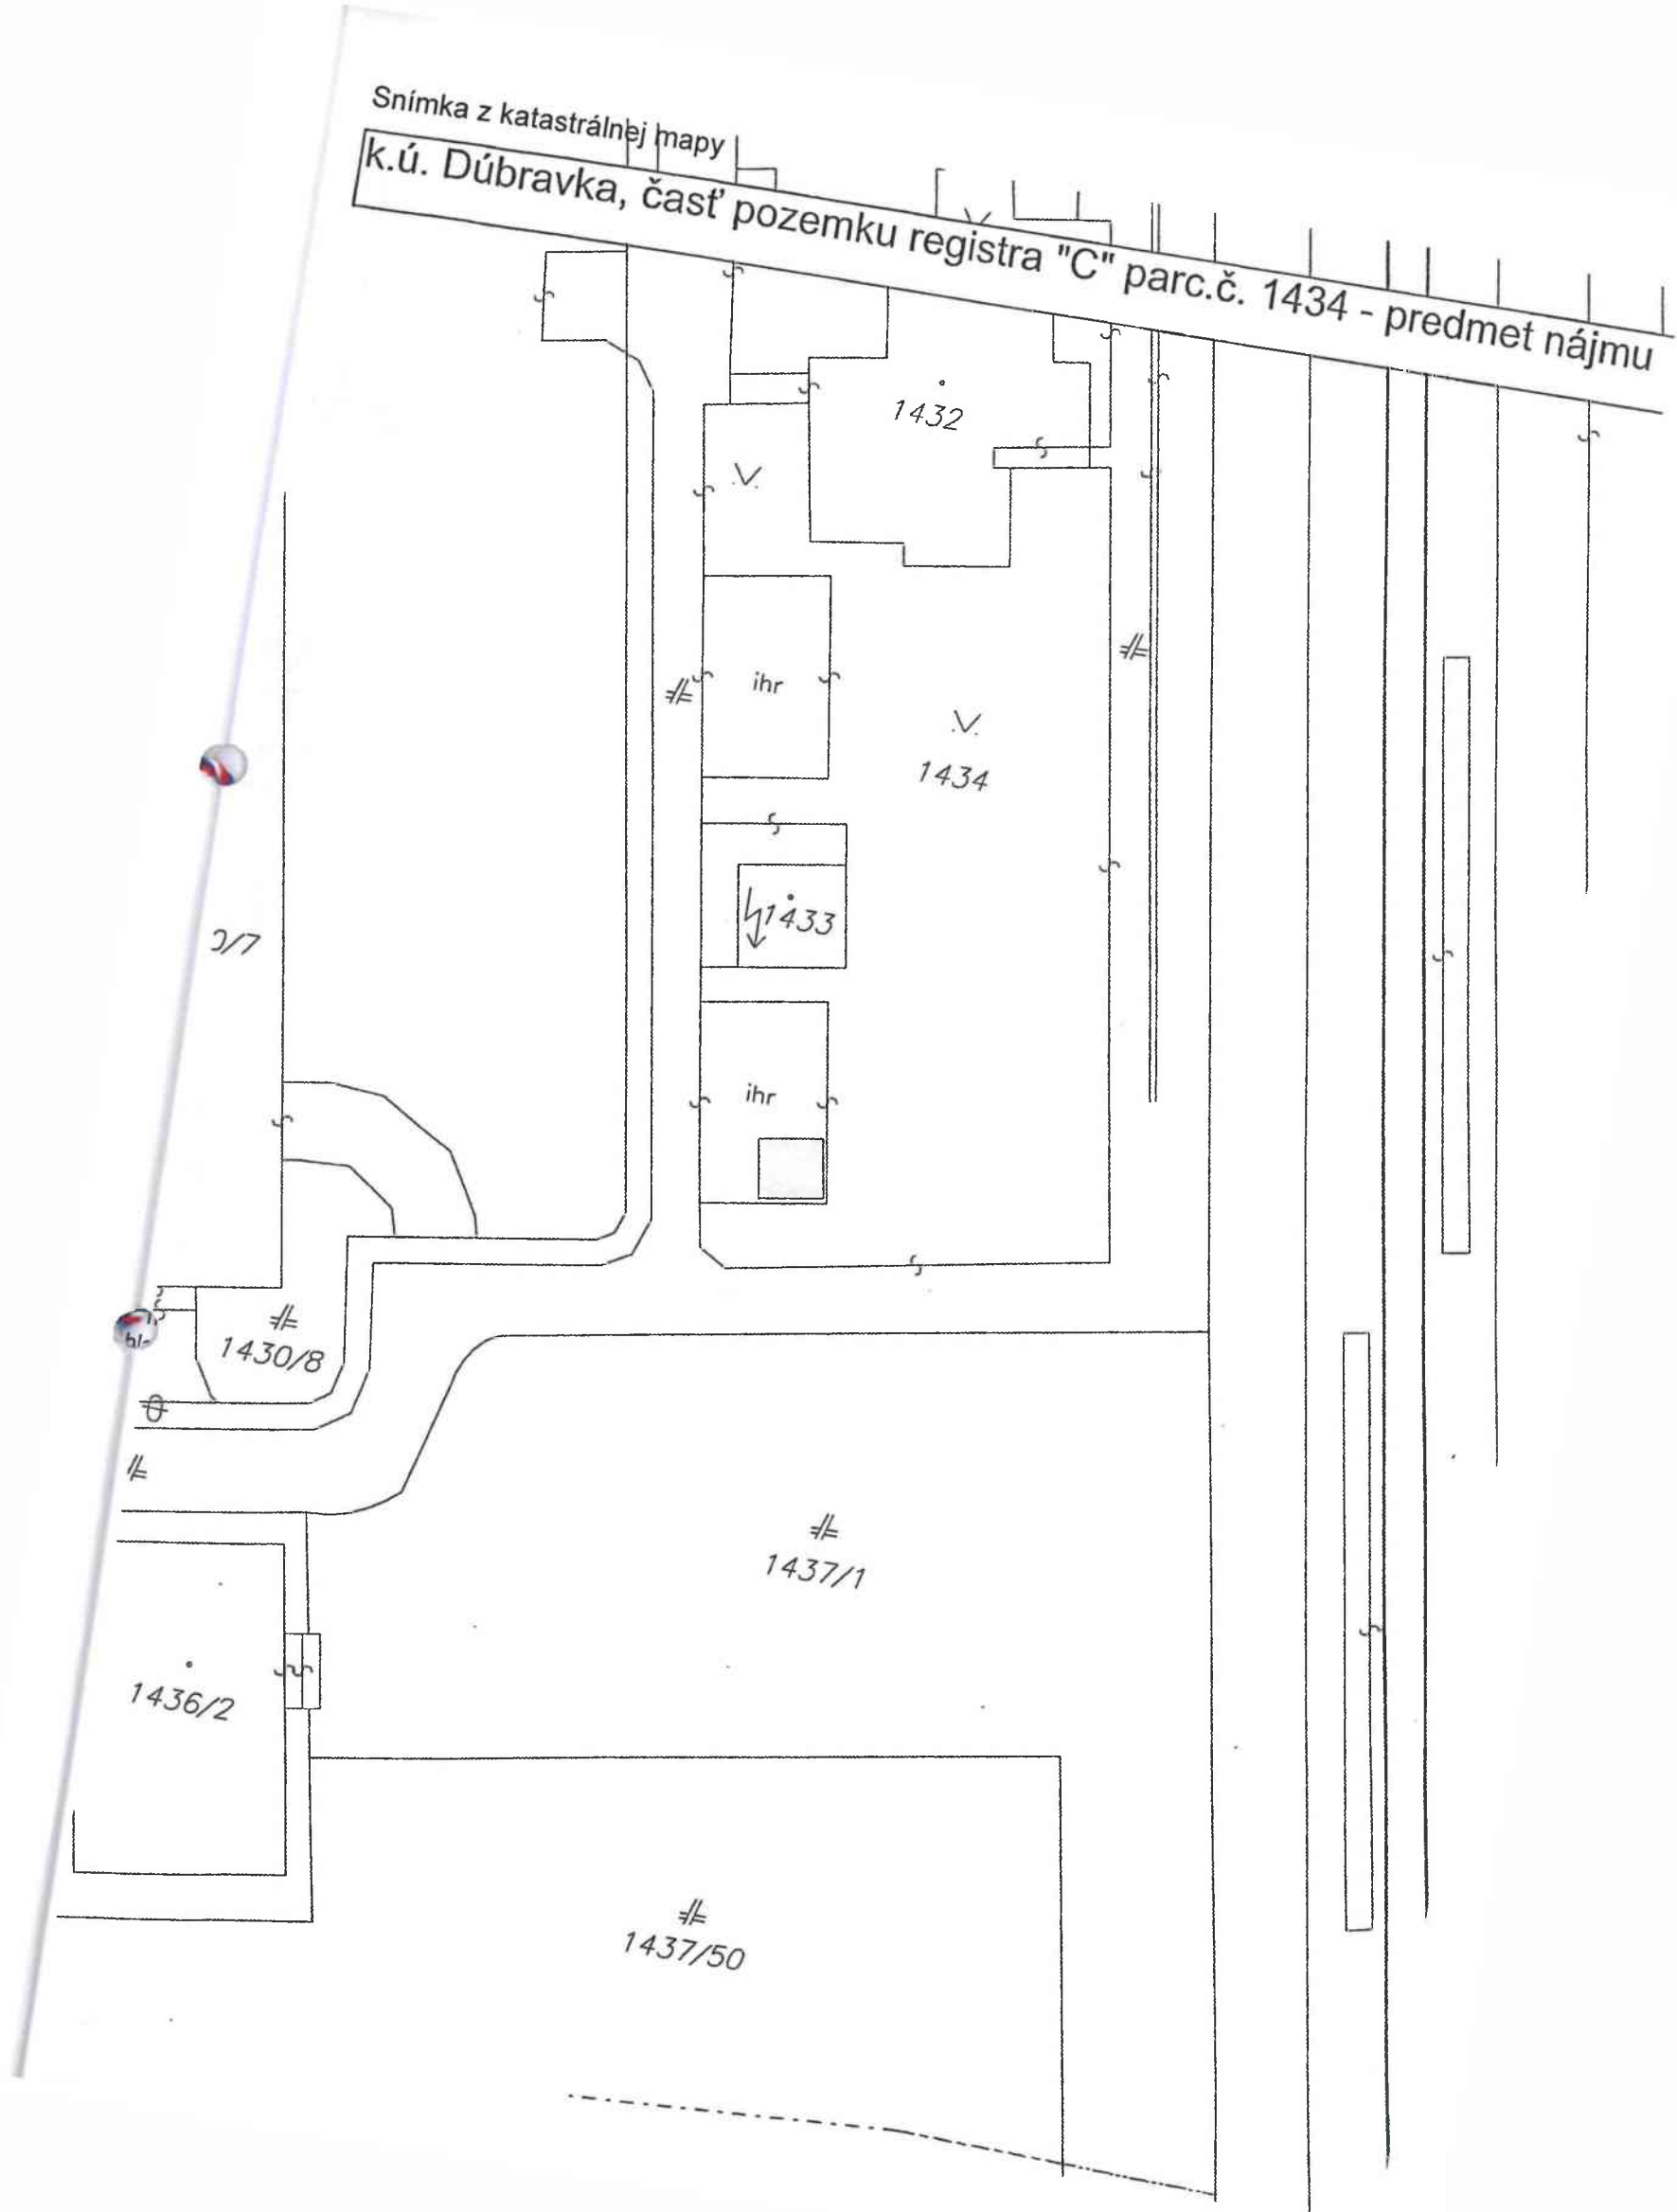 Snímka z katastrálnej mapy
k.ú. Dúbravka, časť pozemku registra "C" parc.č. 1434 - predmet nájmu
1432
ihr
1434
1433
ihr
1430/8
1437/1
1436/2
1437/50